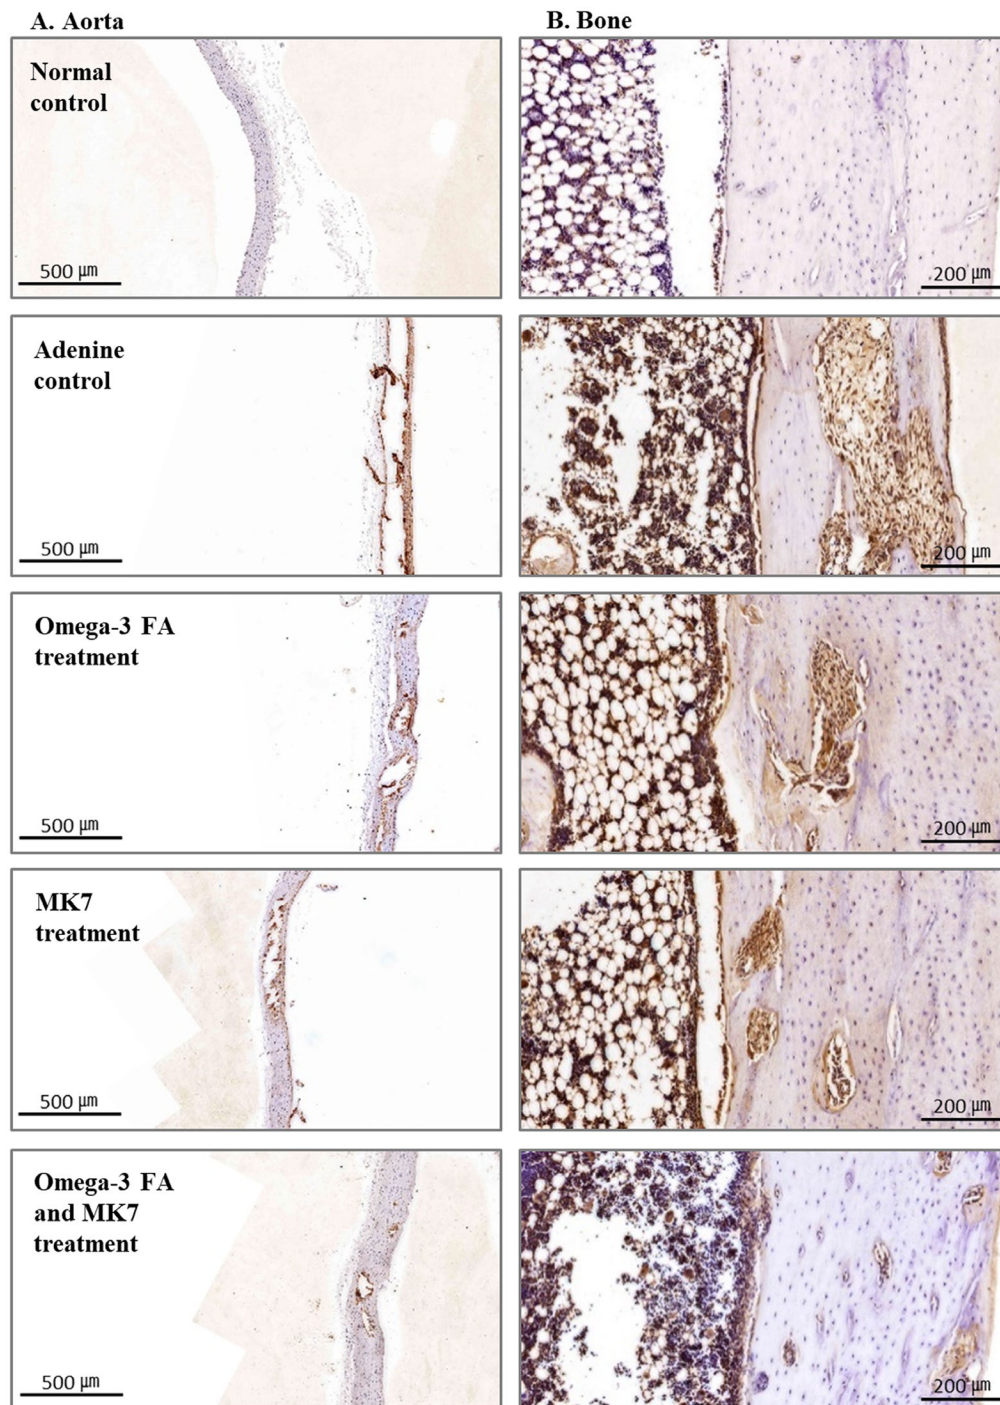 A. Aorta
B. Bone
Normal
control
500 μm
200 μm
Adenine
control
500 μm
200 μm
Omega-3 FA
treatment
500 μm
200 μm
MK7
treatment
500 μm
200 μm
Omega-3 FA
and MK7
treatment
500 μm
200 μm